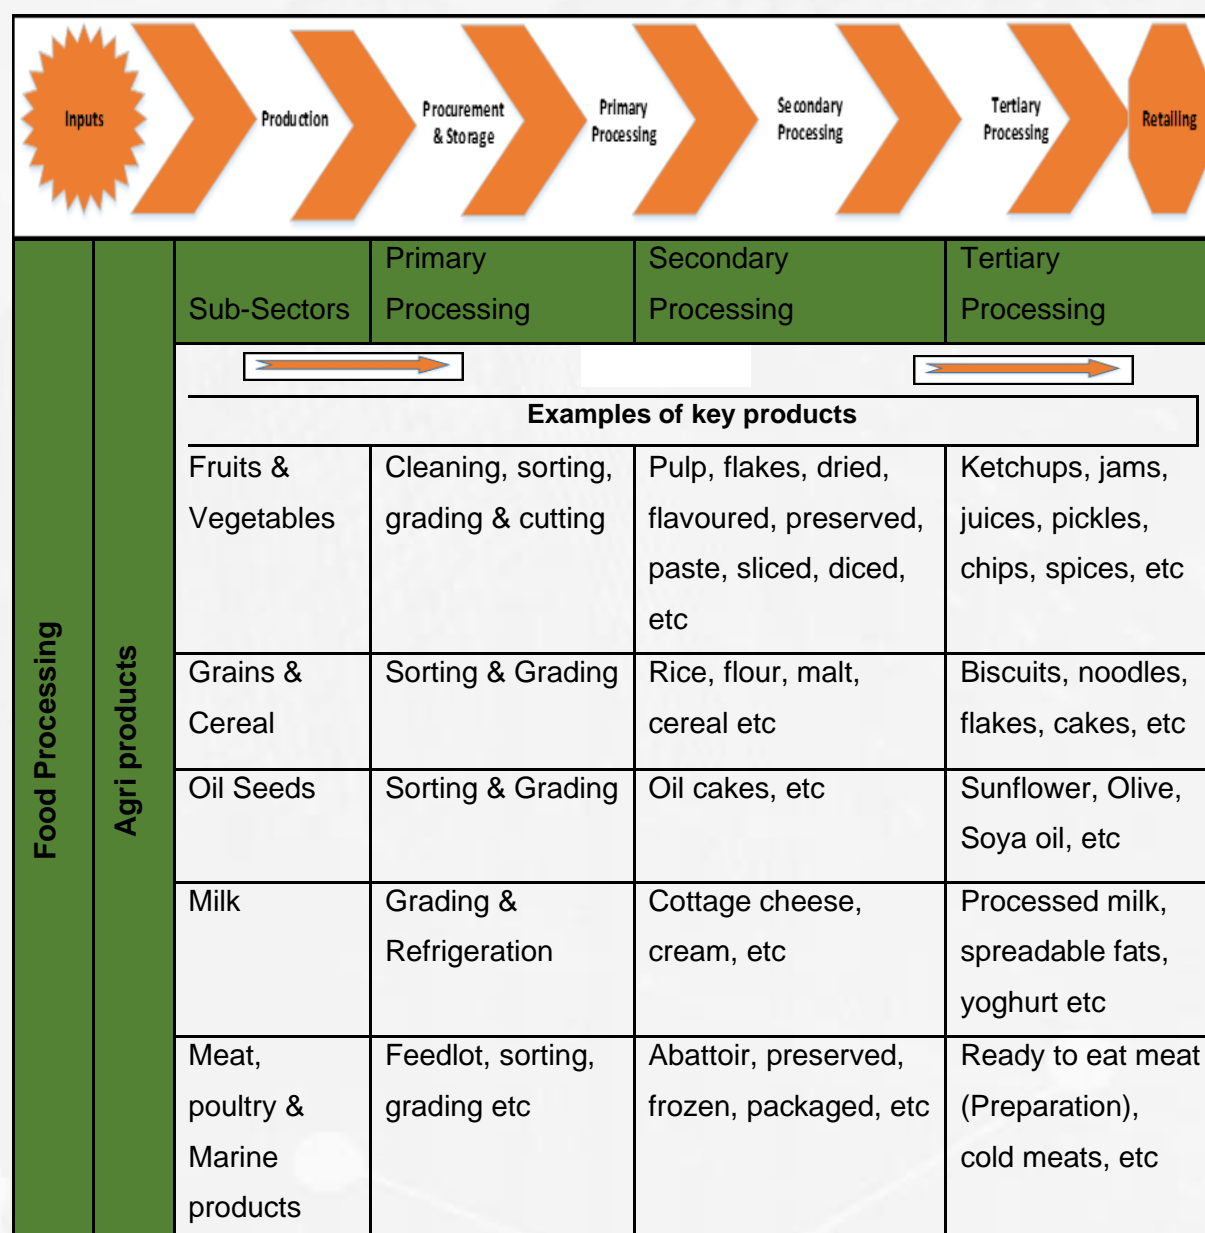 Inputs
Production
Procurement
& Storage
Primary
Processing
Secondary
Processing
Tertiary
Processing
Retailing
Food Processing
Agri products
Sub-Sectors
Primary
Processing
Secondary
Processing
Tertiary
Processing
Examples of key products
Fruits &
Vegetables
Cleaning, sorting,
grading & cutting
Pulp, flakes, dried,
flavoured, preserved,
paste, sliced, diced,
etc
Ketchups, jams,
juices, pickles,
chips, spices, etc
Grains &
Cereal
Sorting & Grading
Rice, flour, malt,
cereal etc
Biscuits, noodles,
flakes, cakes, etc
Oil Seeds
Sorting & Grading
Oil cakes, etc
Sunflower, Olive,
Soya oil, etc
Milk
Grading &
Refrigeration
Cottage cheese,
cream, etc
Processed milk,
spreadable fats,
yoghurt etc
Meat,
poultry &
Marine
products
Feedlot, sorting,
grading etc
Abattoir, preserved,
frozen, packaged, etc
Ready to eat meat
(Preparation),
cold meats, etc